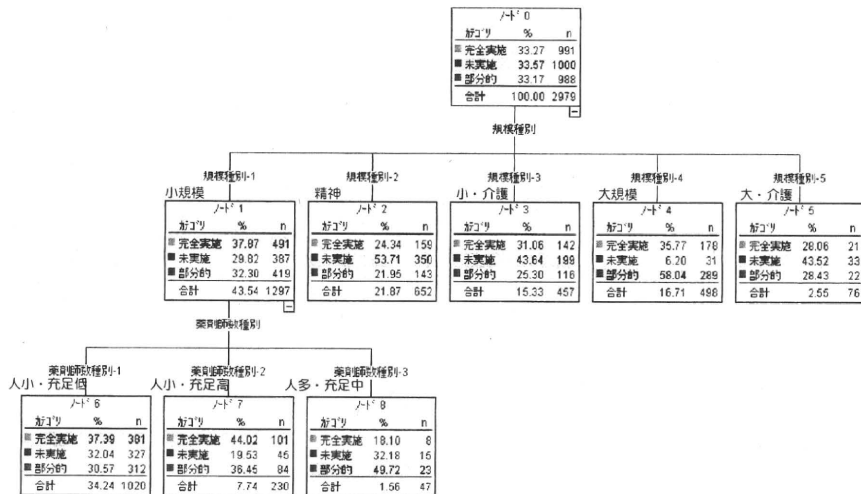 ノード 0
カテゴリ % n
完全実施 33.27 991
未実施 33.57 1000
部分的 33.17 988
合計 100.00 2979
規模種別
規模種別-1
規模種別-2
規模種別-3
規模種別-4
規模種別-5
小規模
精神
小・介護
大規模
大・介護
ノード 1
カテゴリ % n
完全実施 37.87 491
未実施 29.82 387
部分的 32.30 419
合計 43.54 1297
ノード 2
カテゴリ % n
完全実施 24.34 159
未実施 53.71 350
部分的 21.95 143
合計 21.87 652
ノード 3
カテゴリ % n
完全実施 31.06 142
未実施 43.64 199
部分的 25.30 116
合計 15.33 457
ノード 4
カテゴリ % n
完全実施 35.77 178
未実施 6.20 31
部分的 58.04 289
合計 16.71 498
ノード 5
カテゴリ % n
完全実施 28.06 21
未実施 43.52 33
部分的 28.43 22
合計 2.55 76
薬剤師数種別
薬剤師数種別-1
薬剤師数種別-2
薬剤師数種別-3
人小・充足低
人小・充足高
人多・充足中
ノード 6
カテゴリ % n
完全実施 37.39 381
未実施 32.04 327
部分的 30.57 312
合計 34.24 1020
ノード 7
カテゴリ % n
完全実施 44.02 101
未実施 19.53 45
部分的 36.45 84
合計 7.74 230
ノード 8
カテゴリ % n
完全実施 18.10 8
未実施 32.18 15
部分的 49.72 23
合計 1.56 47